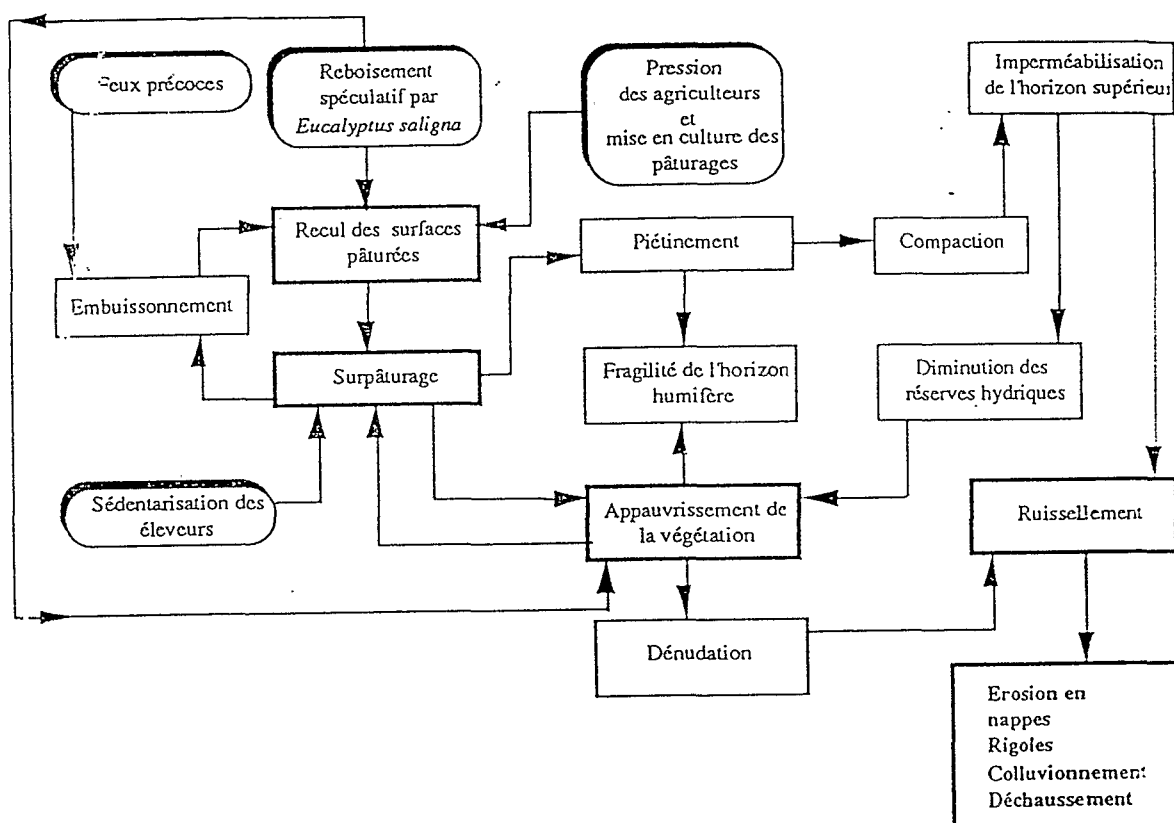 Feux précoces
Reboisement
spéculatif par
Eucalyptus saligna
Pression
des agriculteurs
et
mise en culture des
pâturages
Imperméabilisation
de l'horizon supérieur
Recul des surfaces
pâturées
Piétinement
Compaction
Embuissonnement
Surpâturage
Fragilité de l'horizon
humifère
Diminution des
réserves hydriques
Sédentarisation des
éleveurs
Appauvrissement de
la végétation
Ruissellement
Dénudation
Erosion en
nappes
Rigoles
Colluvionnement
Déchaussement